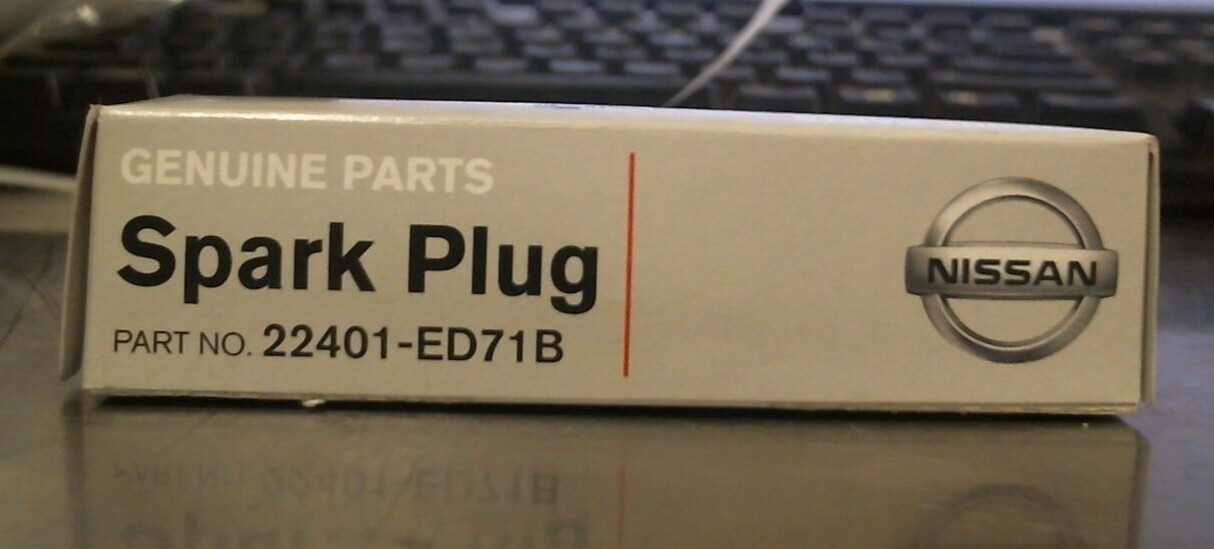 GENUINE PARTS
Spark Plug
PART NO. 22401-ED71B
NISSAN